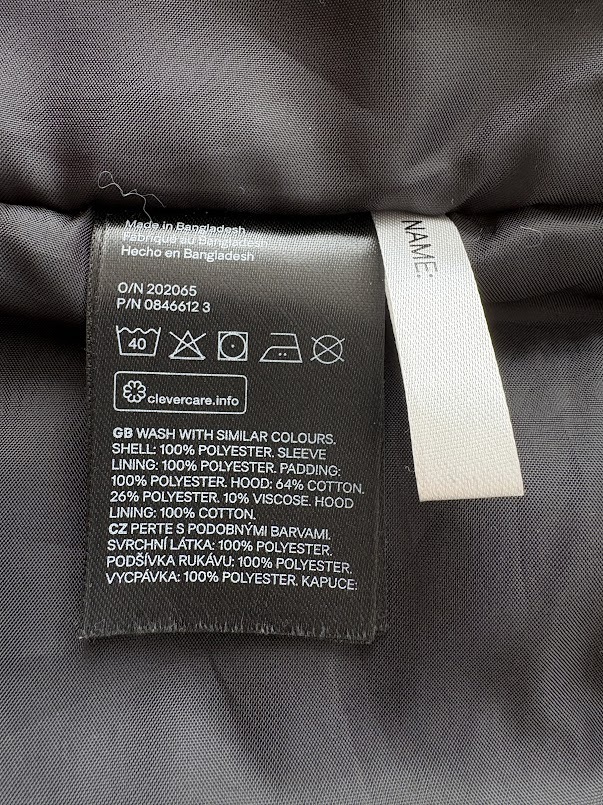 Made in Bangladesh
Fabriqué au Bangladesh
Hecho en Bangladesh
O/N 202065
P/N 0846612 3
40
clevercare.info
GB WASH WITH SIMILAR COLOURS.
SHELL: 100% POLYESTER. SLEEVE
LINING: 100% POLYESTER. PADDING:
100% POLYESTER. HOOD: 64% COTTON.
26% POLYESTER. 10% VISCOSE. HOOD
LINING: 100% COTTON.
CZ PERTE S PODOBNÝMI BARVAMI.
SVRCHNÍ LÁTKA: 100% POLYESTER.
PODŠÍVKA RUKÁVU: 100% POLYESTER.
VYCPÁVKA: 100% POLYESTER. KAPUCE:
NAME: